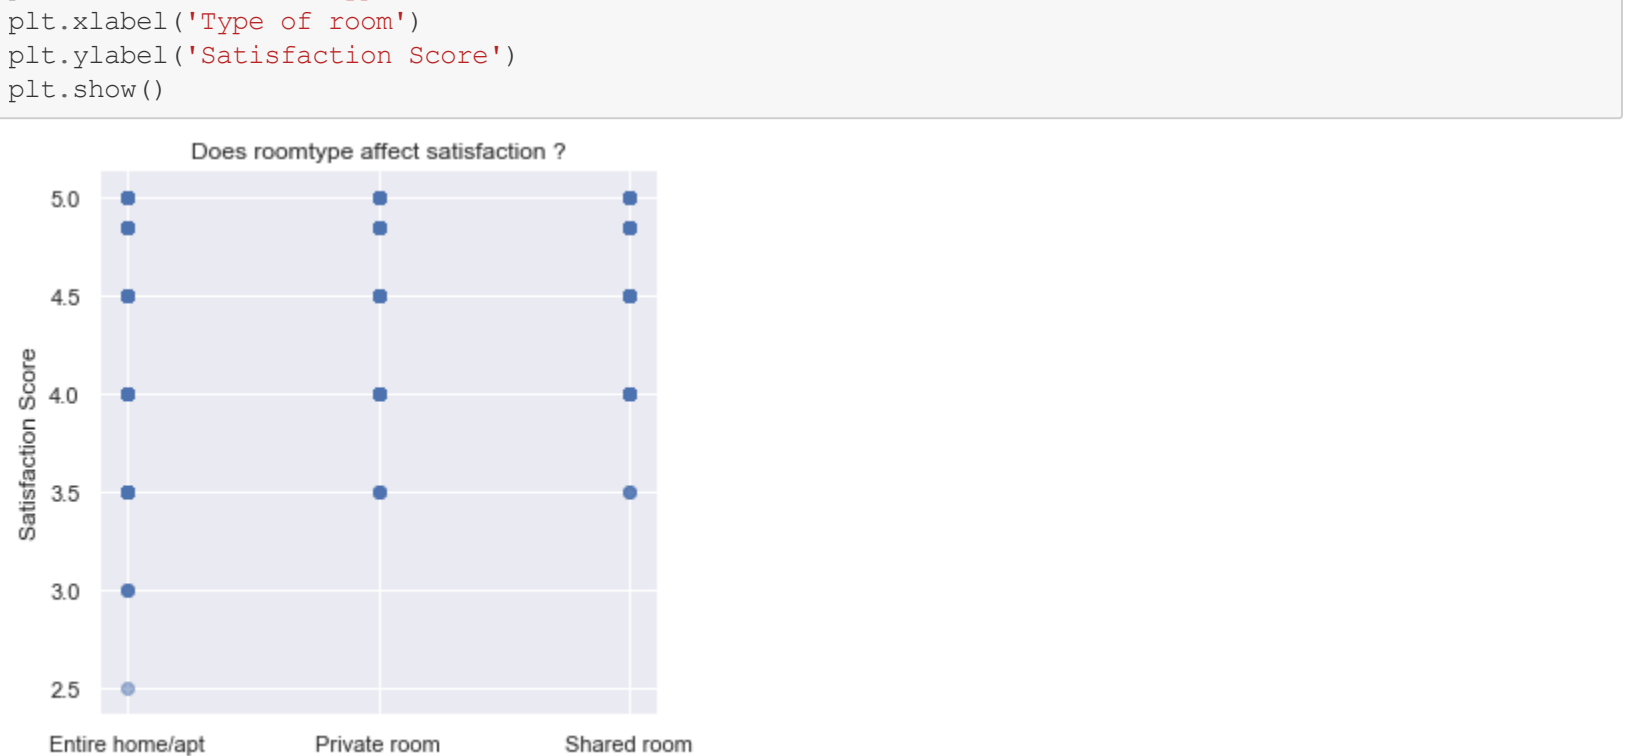 plt.xlabel('Type of room')
plt.ylabel('Satisfaction Score')
plt.show()
Does roomtype affect satisfaction ?
5.0
4.5
4.0
3.5
3.0
2.5
Satisfaction Score
Entire home/apt Private room Shared room